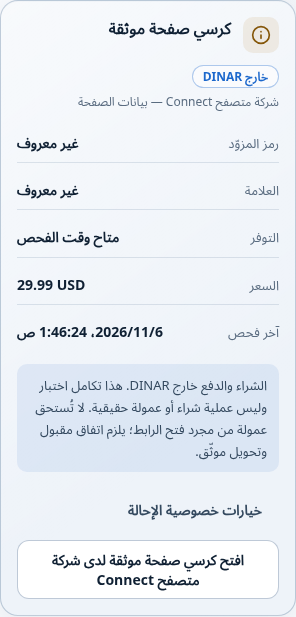 كرسي صفحة موثقة
خارج DINAR
شركة متصفح Connect — بيانات الصفحة
رمز المزوّد غير معروف
العلامة غير معروف
التوفر متاح وقت الفحص
السعر 29.99 USD
آخر فحص 2026/11/6، 1:46:24 ص
الشراء والدفع خارج DINAR. هذا تكامل اختبار
وليس عملية شراء أو عمولة حقيقية. لا تُستحق
عمولة من مجرد فتح الرابط؛ يلزم اتفاق مقبول
وتحويل موثّق.
خيارات خصوصية الإحالة
افتح كرسي صفحة موثقة لدى شركة
متصفح Connect